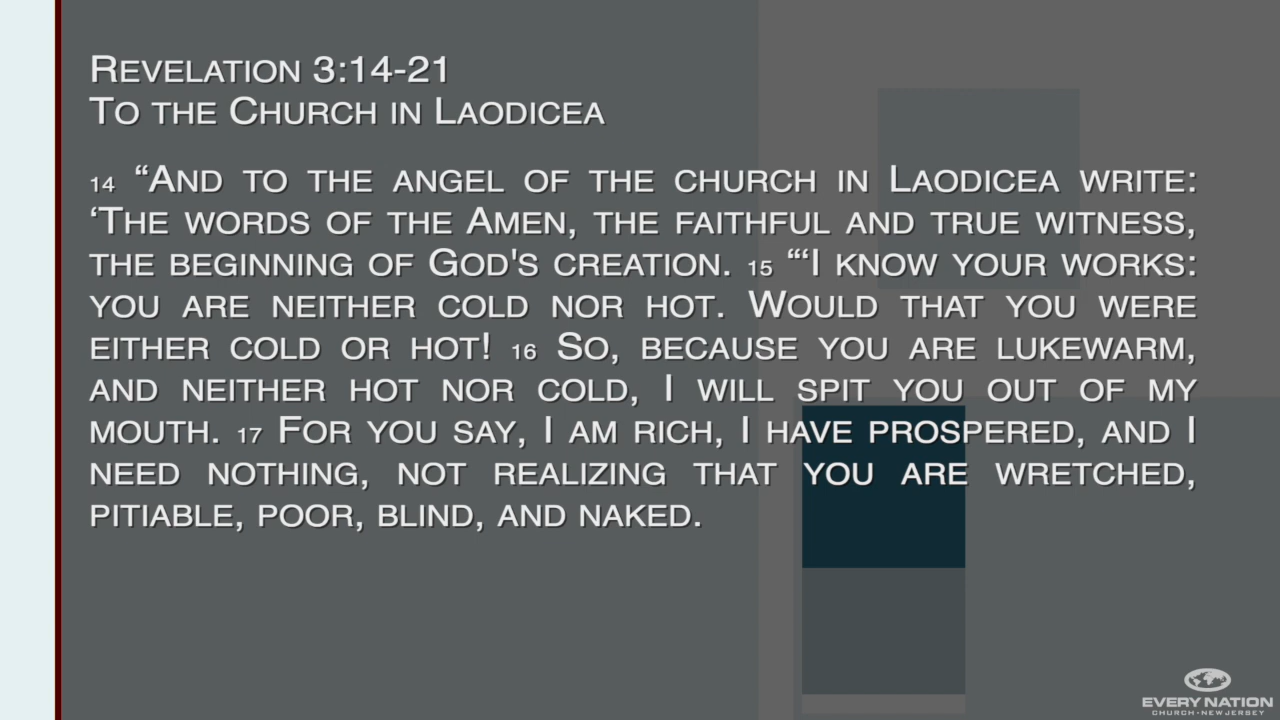 REVELATION 3:14-21
TO THE CHURCH IN LAODICEA
14 “AND TO THE ANGEL OF THE CHURCH IN LAODICEA WRITE:
‘THE WORDS OF THE AMEN, THE FAITHFUL AND TRUE WITNESS,
THE BEGINNING OF GOD'S CREATION. 15 “‘I KNOW YOUR WORKS:
YOU ARE NEITHER COLD NOR HOT. WOULD THAT YOU WERE
EITHER COLD OR HOT! 16 SO, BECAUSE YOU ARE LUKEWARM,
AND NEITHER HOT NOR COLD, I WILL SPIT YOU OUT OF MY
MOUTH. 17 FOR YOU SAY, I AM RICH, I HAVE PROSPERED, AND I
NEED NOTHING, NOT REALIZING THAT YOU ARE WRETCHED,
PITIABLE, POOR, BLIND, AND NAKED.
EVERY NATION
CHURCH • NEW JERSEY